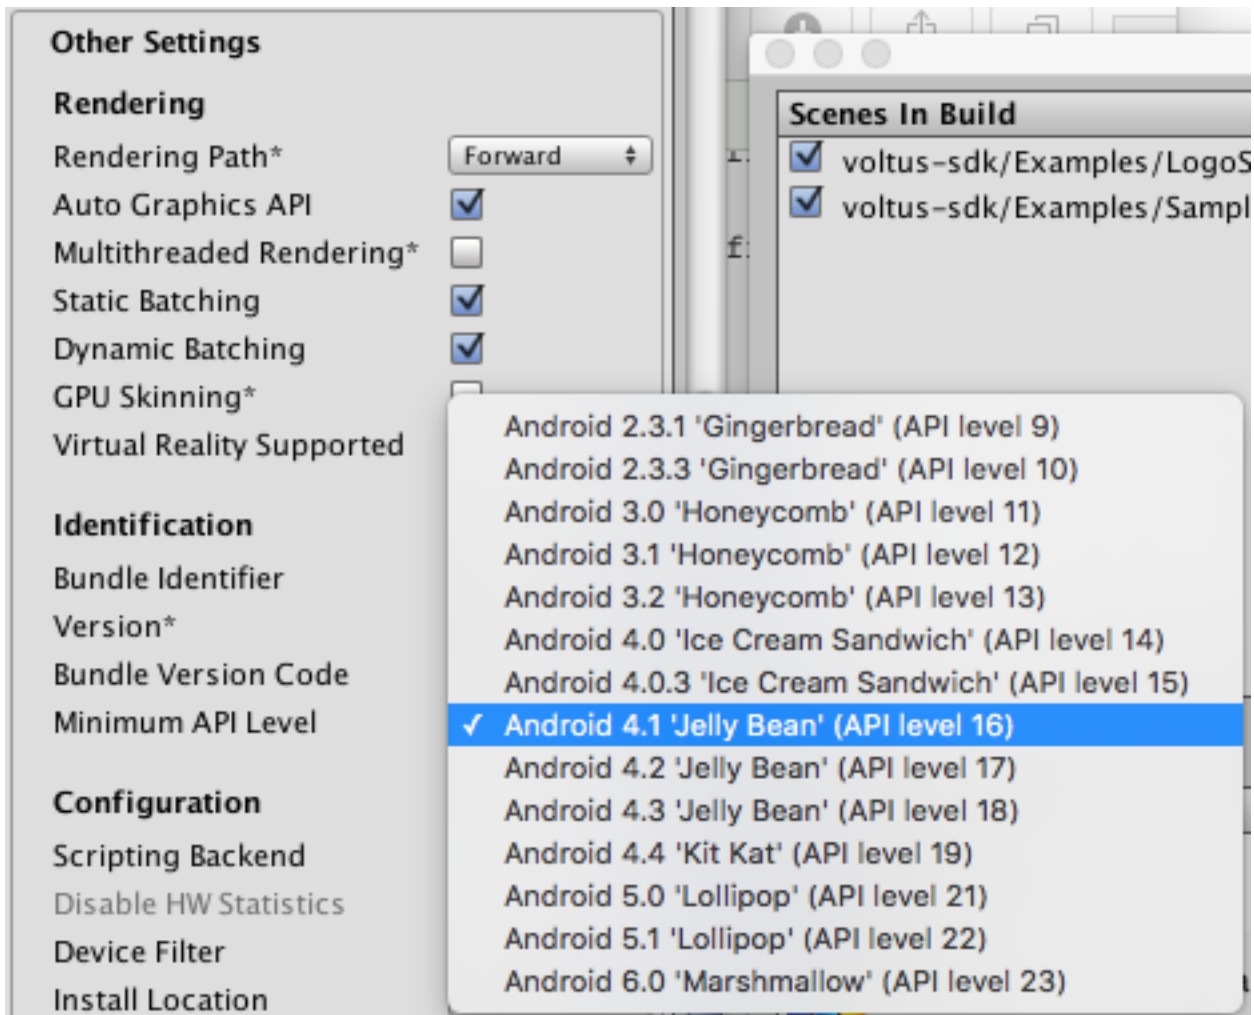 Other Settings
Rendering
Rendering Path*
Forward
Auto Graphics API
Multithreaded Rendering*
Static Batching
Dynamic Batching
GPU Skinning*
Virtual Reality Supported
Identification
Bundle Identifier
Version*
Bundle Version Code
Minimum API Level
Configuration
Scripting Backend
Disable HW Statistics
Device Filter
Install Location
Android 2.3.1 'Gingerbread' (API level 9)
Android 2.3.3 'Gingerbread' (API level 10)
Android 3.0 'Honeycomb' (API level 11)
Android 3.1 'Honeycomb' (API level 12)
Android 3.2 'Honeycomb' (API level 13)
Android 4.0 'Ice Cream Sandwich' (API level 14)
Android 4.0.3 'Ice Cream Sandwich' (API level 15)
✓ Android 4.1 'Jelly Bean' (API level 16)
Android 4.2 'Jelly Bean' (API level 17)
Android 4.3 'Jelly Bean' (API level 18)
Android 4.4 'Kit Kat' (API level 19)
Android 5.0 'Lollipop' (API level 21)
Android 5.1 'Lollipop' (API level 22)
Android 6.0 'Marshmallow' (API level 23)
Scenes In Build
voltus-sdk/Examples/LogoS
voltus-sdk/Examples/Sampl